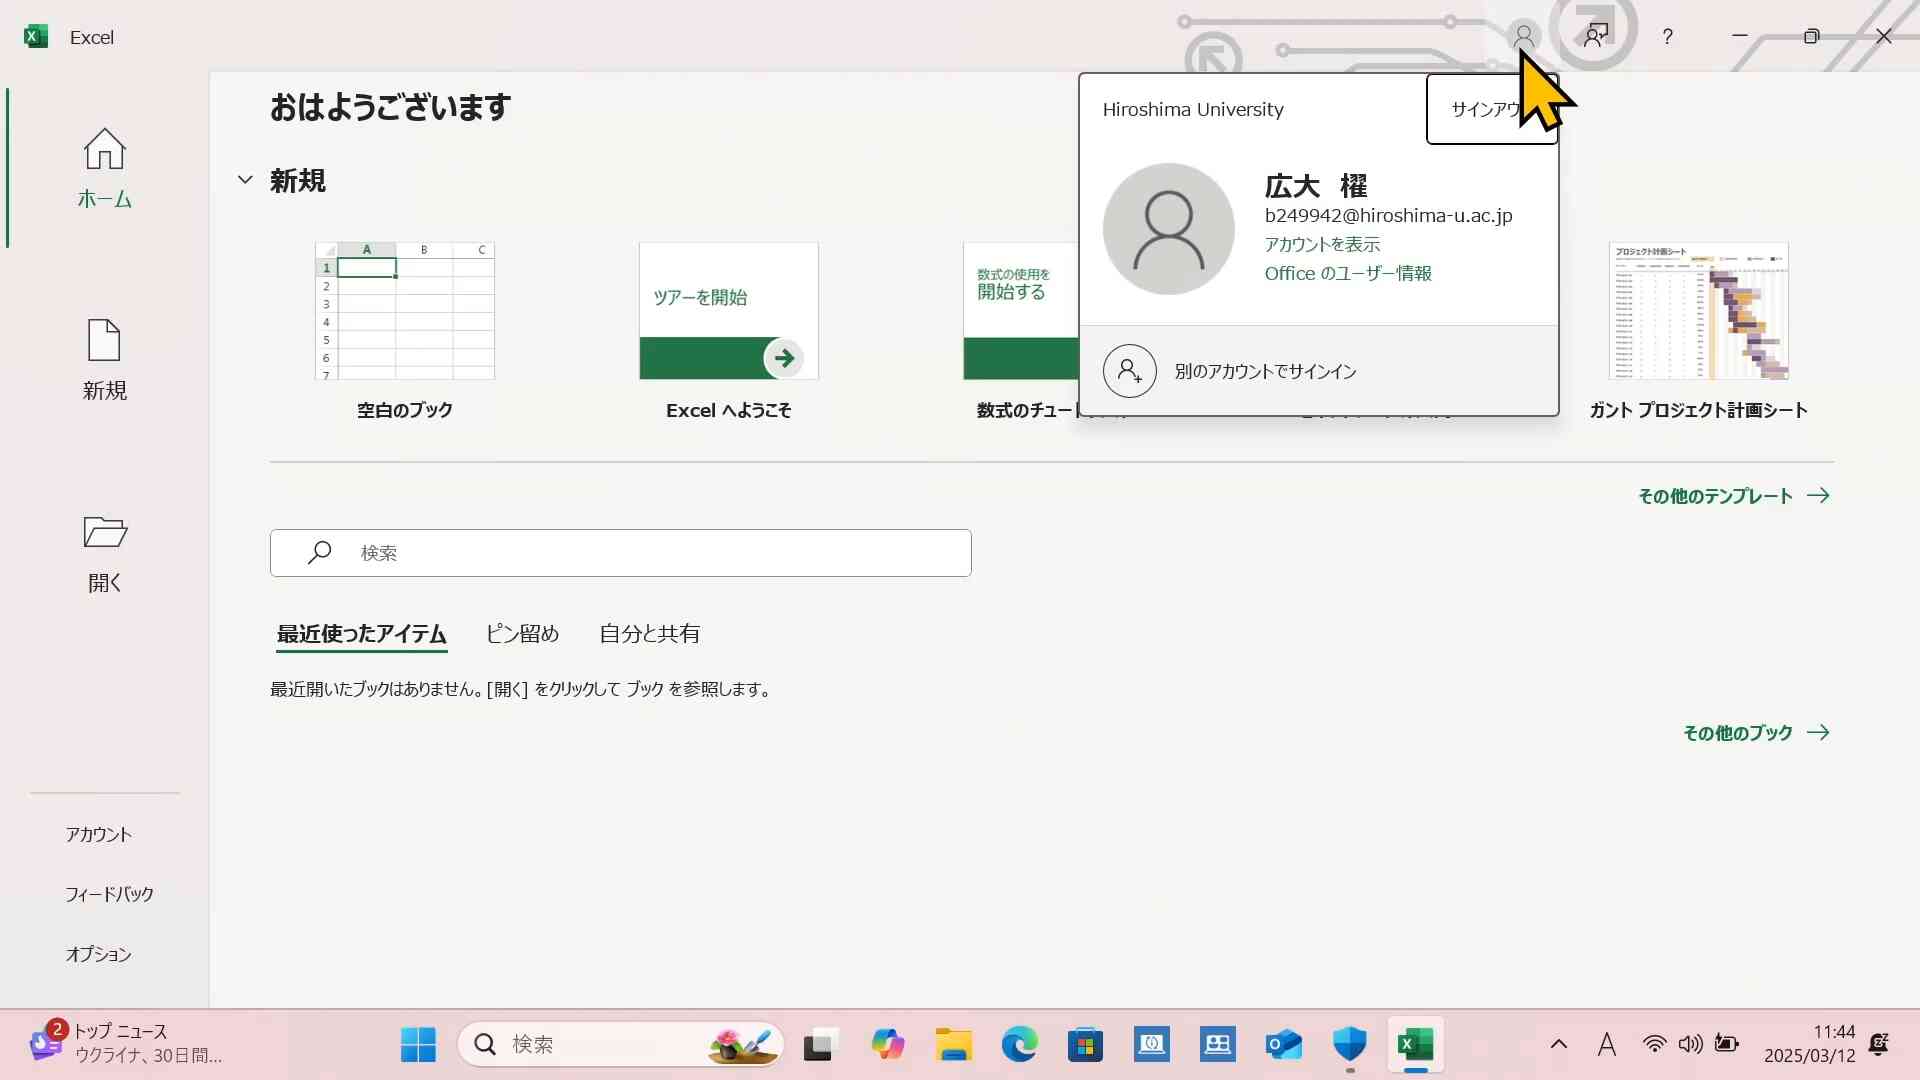 Excel
?
ホーム
新規
開く
アカウント
フィードバック
オプション
おはようございます
新規
A B C
1
2
3
4
5
6
7
空白のブック
ツアーを開始
Excel へようこそ
数式の使用を
開始する
数式のチュー
プロジェクト計画シート
ガント プロジェクト計画シート
Hiroshima University
サインアウ
広大 櫂
b249942@hiroshima-u.ac.jp
アカウントを表示
Office のユーザー情報
別のアカウントでサインイン
その他のテンプレート
検索
最近使ったアイテム ピン留め 自分と共有
最近開いたブックはありません。[開く] をクリックして ブック を参照します。
その他のブック
2
トップ ニュース
ウクライナ、30日間...
検索
A
11:44
2025/03/12